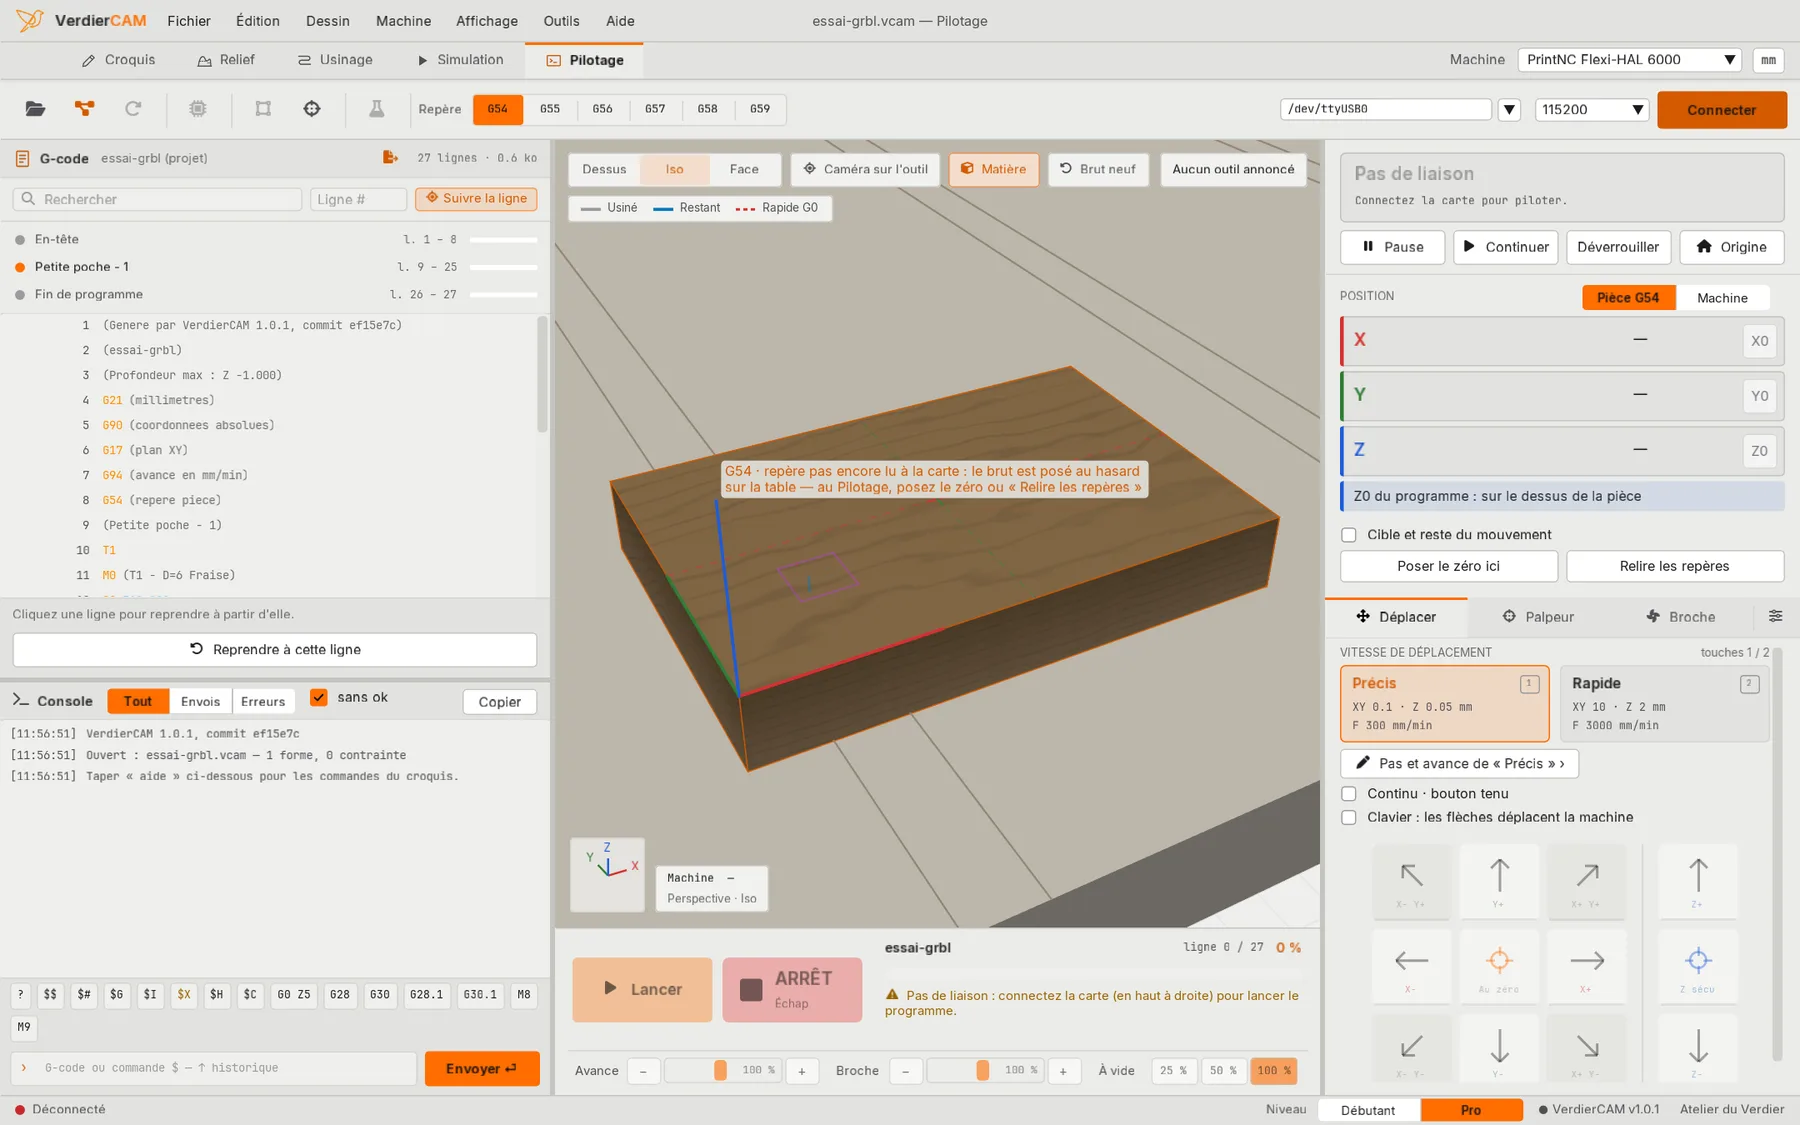 VerdierCAM Fichier Édition Dessin Machine Affichage Outils Aide essai-grbl.vcam — Pilotage
Croquis Relief Usinage Simulation Pilotage Machine PrintNC Flexi-HAL 6000 mm
Repère G54 G55 G56 G57 G58 G59 /dev/ttyUSB0 115200 Connecter
G-code essai-grbl (projet) 27 lignes · 0.6 ko
Rechercher Ligne # Suivre la ligne
En-tête l. 1 – 8
Petite poche - 1 l. 9 – 25
Fin de programme l. 26 – 27
1 (Genere par VerdierCAM 1.0.1, commit ef15e7c)
2 (essai-grbl)
3 (Profondeur max : Z -1.000)
4 G21 (millimetres)
5 G90 (coordonnees absolues)
6 G17 (plan XY)
7 G94 (avance en mm/min)
8 G54 (repere piece)
9 (Petite poche - 1)
10 T1
11 M0 (T1 - D=6 Fraise)
Cliquez une ligne pour reprendre à partir d'elle.
Reprendre à cette ligne
Console Tout Envois Erreurs sans ok Copier
[11:56:51] VerdierCAM 1.0.1, commit ef15e7c
[11:56:51] Ouvert : essai-grbl.vcam — 1 forme, 0 contrainte
[11:56:51] Taper « aide » ci-dessous pour les commandes du croquis.
? $$ $# $G $I $X $H $C G0 Z5 G28 G30 G28.1 G30.1 M8
M9
› G-code ou commande $ — ↑ historique Envoyer ⏎
Dessus Iso Face Caméra sur l'outil Matière Brut neuf Aucun outil annoncé
Usiné Restant Rapide G0
G54 · repère pas encore lu à la carte : le brut est posé au hasard
sur la table — au Pilotage, posez le zéro ou « Relire les repères »
Z
Y
X
Machine —
Perspective · Iso
Lancer
ARRÊT
Échap
essai-grbl ligne 0 / 27 0 %
Pas de liaison : connectez la carte (en haut à droite) pour lancer le
programme.
Avance − 100 % + Broche − 100 % + À vide 25 % 50 % 100 %
Pas de liaison
Connectez la carte pour piloter.
Pause Continuer Déverrouiller Origine
POSITION Pièce G54 Machine
X — X0
Y — Y0
Z — Z0
Z0 du programme : sur le dessus de la pièce
Cible et reste du mouvement
Poser le zéro ici Relire les repères
Déplacer Palpeur Broche
VITESSE DE DÉPLACEMENT touches 1 / 2
Précis 1
XY 0.1 · Z 0.05 mm
F 300 mm/min
Rapide 2
XY 10 · Z 2 mm
F 3000 mm/min
Pas et avance de « Précis » ›
Continu · bouton tenu
Clavier : les flèches déplacent la machine
X- Y+ Y+ X+ Y+ Z+
X- Au zéro X+ Z sécu
X- Y- Y- X+ Y- Z-
Déconnecté Niveau Débutant Pro VerdierCAM v1.0.1 Atelier du Verdier